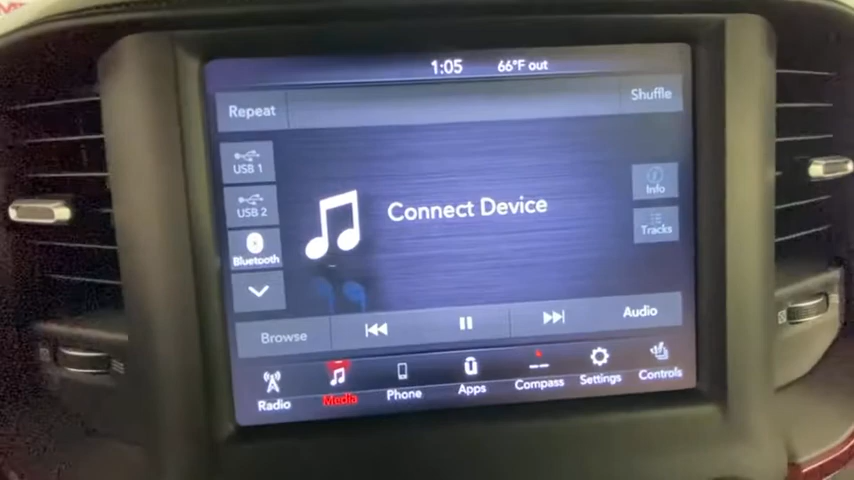 1:05 66°F out
Repeat
Shuffle
USB 1
Info
USB 2
Connect Device
Tracks
Bluetooth
Browse
Audio
Radio
Media
Phone
Apps
Compass
Settings
Controls